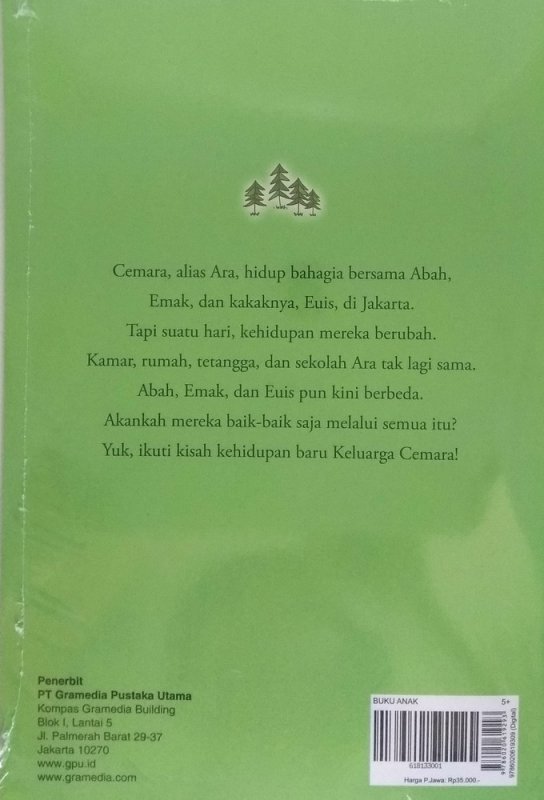 Cemara, alias Ara, hidup bahagia bersama Abah,
Emak, dan kakaknya, Euis, di Jakarta.
Tapi suatu hari, kehidupan mereka berubah.
Kamar, rumah, tetangga, dan sekolah Ara tak lagi sama.
Abah, Emak, dan Euis pun kini berbeda.
Akankah mereka baik-baik saja melalui semua itu?
Yuk, ikuti kisah kehidupan baru Keluarga Cemara!
Penerbit
PT Gramedia Pustaka Utama
Kompas Gramedia Building
Blok I, Lantai 5
Jl. Palmerah Barat 29-37
Jakarta 10270
www.gpu.id
www.gramedia.com
BUKU ANAK
5+
618133001
Harga P.Jawa: Rp35.000,-
9786020619293
9786020619309 (Digital)